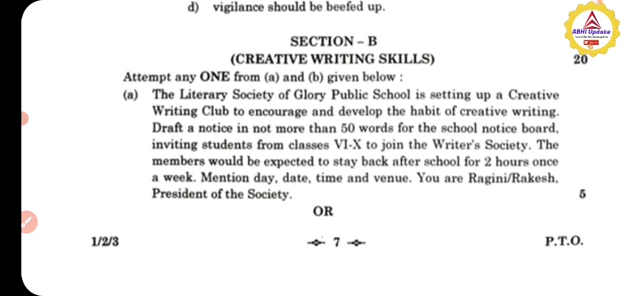 d) vigilance should be beefed up.
ABHI Update
SECTION – B
(CREATIVE WRITING SKILLS) 20
Attempt any ONE from (a) and (b) given below :
(a) The Literary Society of Glory Public School is setting up a Creative
Writing Club to encourage and develop the habit of creative writing.
Draft a notice in not more than 50 words for the school notice board,
inviting students from classes VI-X to join the Writer's Society. The
members would be expected to stay back after school for 2 hours once
a week. Mention day, date, time and venue. You are Ragini/Rakesh,
President of the Society. 5
OR
1/2/3 7 P.T.O.